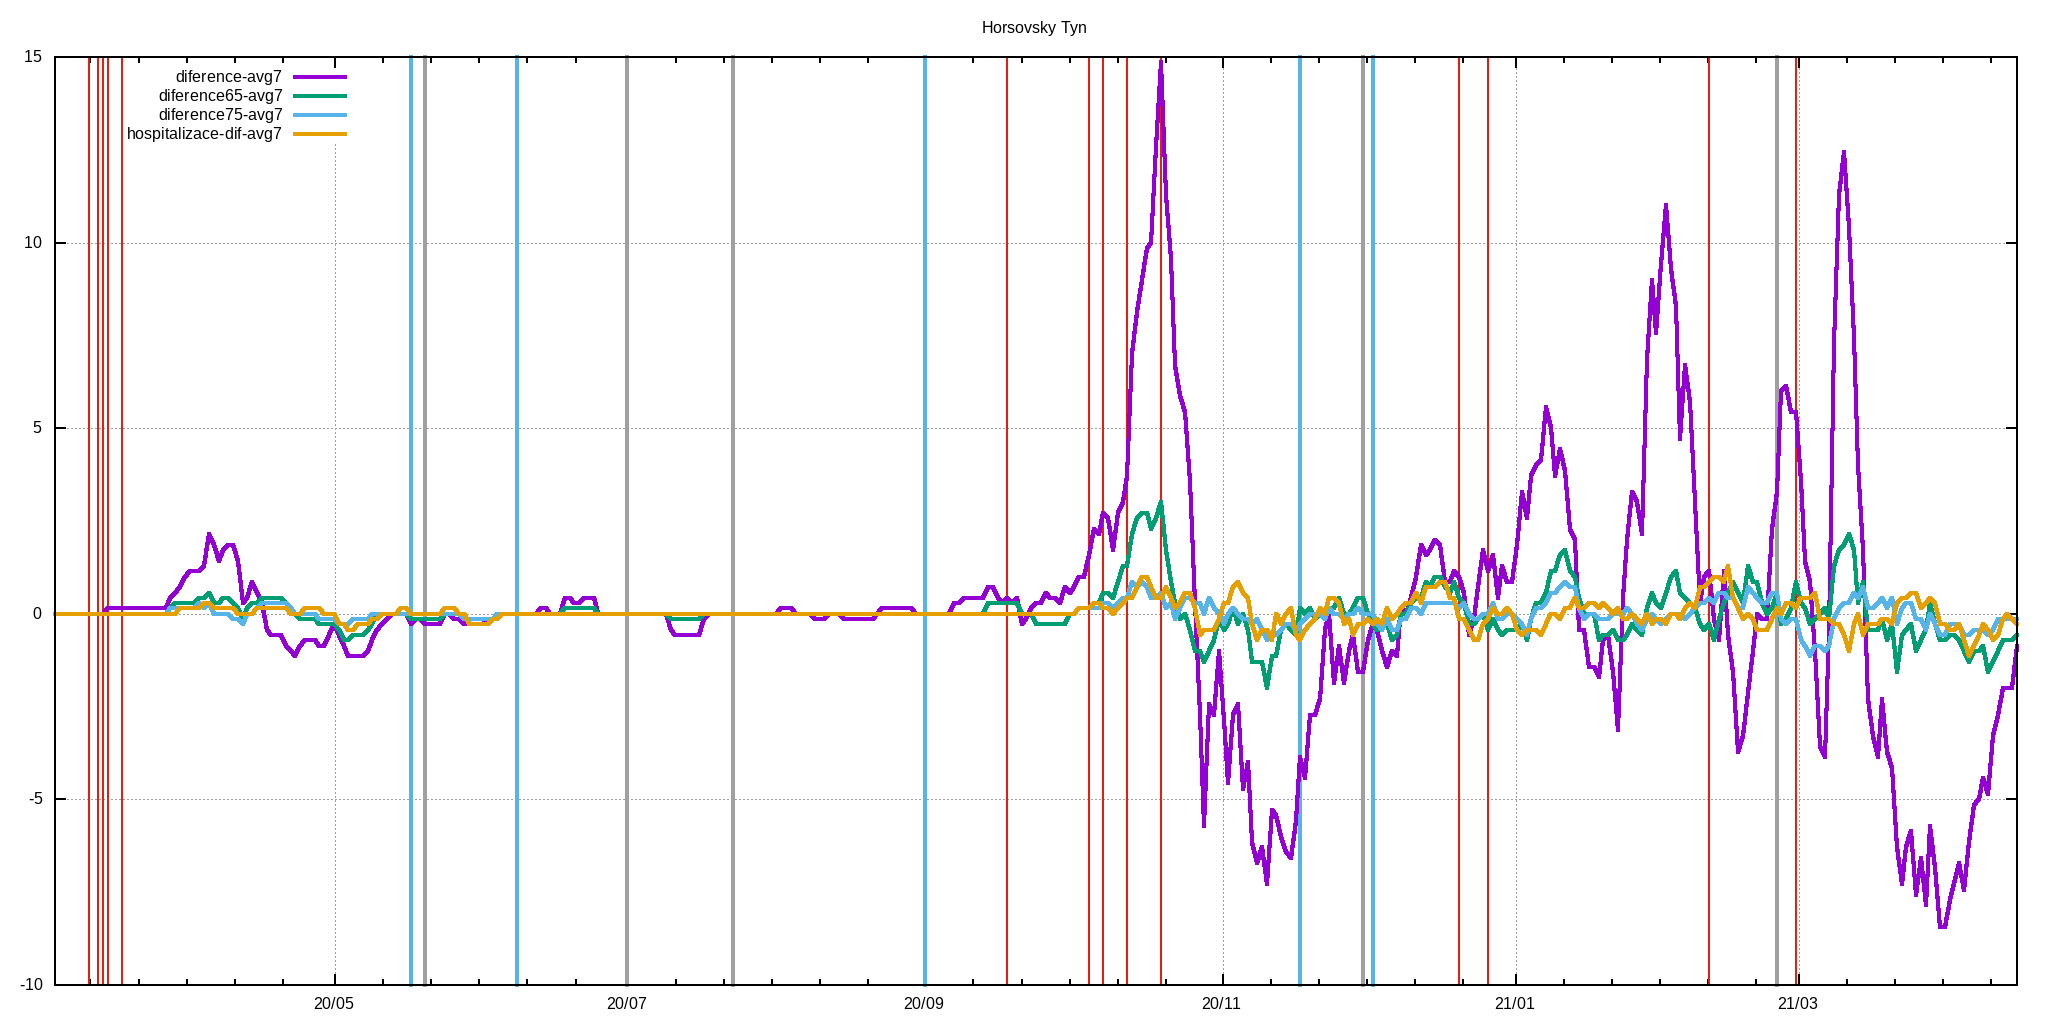 Horsovsky Tyn
15
diference-avg7
diference65-avg7
diference75-avg7
hospitalizace-dif-avg7
10
5
0
-5
-10
20/05 20/07 20/09 20/11 21/01 21/03